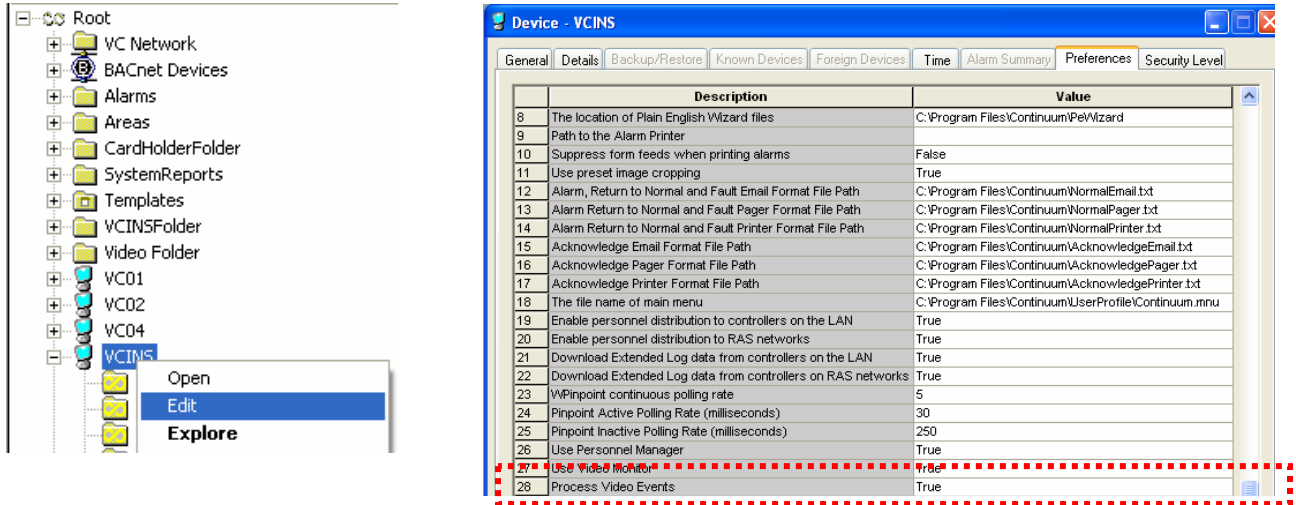 Root
VC Network
BACnet Devices
Alarms
Areas
CardHolderFolder
SystemReports
Templates
VCINSFolder
Video Folder
VC01
VC02
VC04
VCINS
Open
Edit
Explore
Device - VCINS
General Details Backup/Restore Known Devices Foreign Devices Time Alarm Summary Preferences Security Level
Description Value
8 The location of Plain English Wizard files C:\Program Files\Continuum\PeWizard
9 Path to the Alarm Printer
10 Suppress form feeds when printing alarms False
11 Use preset image cropping True
12 Alarm, Return to Normal and Fault Email Format File Path C:\Program Files\Continuum\NormalEmail.txt
13 Alarm Return to Normal and Fault Pager Format File Path C:\Program Files\Continuum\NormalPager.txt
14 Alarm Return to Normal and Fault Printer Format File Path C:\Program Files\Continuum\NormalPrinter.txt
15 Acknowledge Email Format File Path C:\Program Files\Continuum\AcknowledgeEmail.txt
16 Acknowledge Pager Format File Path C:\Program Files\Continuum\AcknowledgePager.txt
17 Acknowledge Printer Format File Path C:\Program Files\Continuum\AcknowledgePrinter.txt
18 The file name of main menu C:\Program Files\Continuum\UserProfile\Continuum.mnu
19 Enable personnel distribution to controllers on the LAN True
20 Enable personnel distribution to RAS networks True
21 Download Extended Log data from controllers on the LAN True
22 Download Extended Log data from controllers on RAS networks True
23 WPinpoint continuous polling rate 5
24 Pinpoint Active Polling Rate (milliseconds) 30
25 Pinpoint Inactive Polling Rate (milliseconds) 250
26 Use Personnel Manager True
27 Use Video Monitor True
28 Process Video Events True